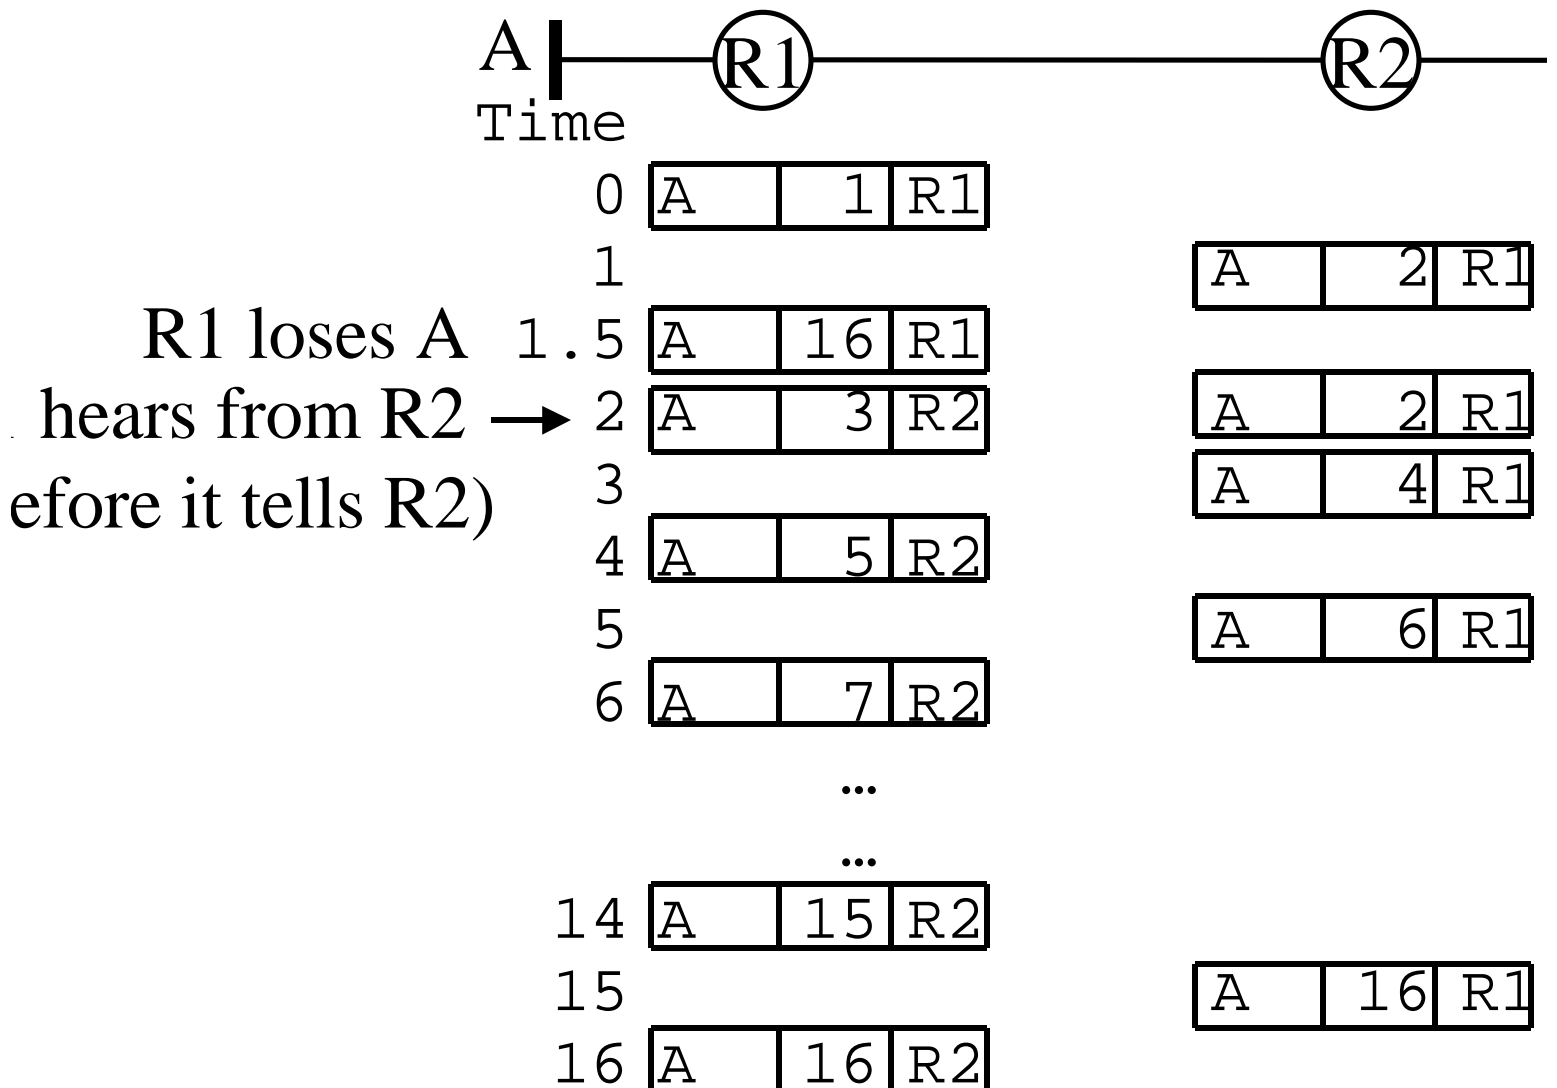 A R1 R2
Time
0 A 1 R1
1 A 2 R1
R1 loses A 1.5 A 16 R1
hears from R2 2 A 3 R2 A 2 R1
efore it tells R2) 3 A 4 R1
4 A 5 R2
5 A 6 R1
6 A 7 R2
...
...
14 A 15 R2
15 A 16 R1
16 A 16 R2